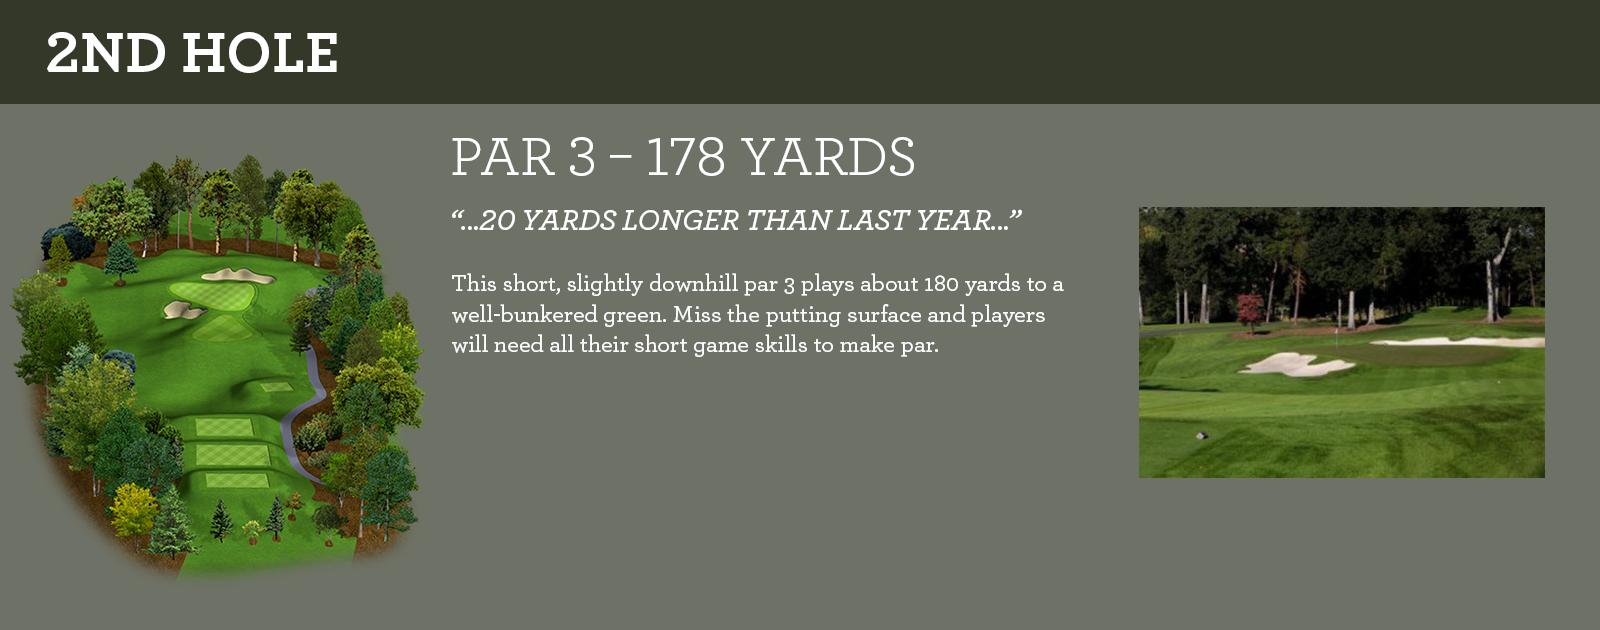 2ND HOLE
PAR 3 – 178 YARDS
“...20 YARDS LONGER THAN LAST YEAR...”
This short, slightly downhill par 3 plays about 180 yards to a
well-bunkered green. Miss the putting surface and players
will need all their short game skills to make par.